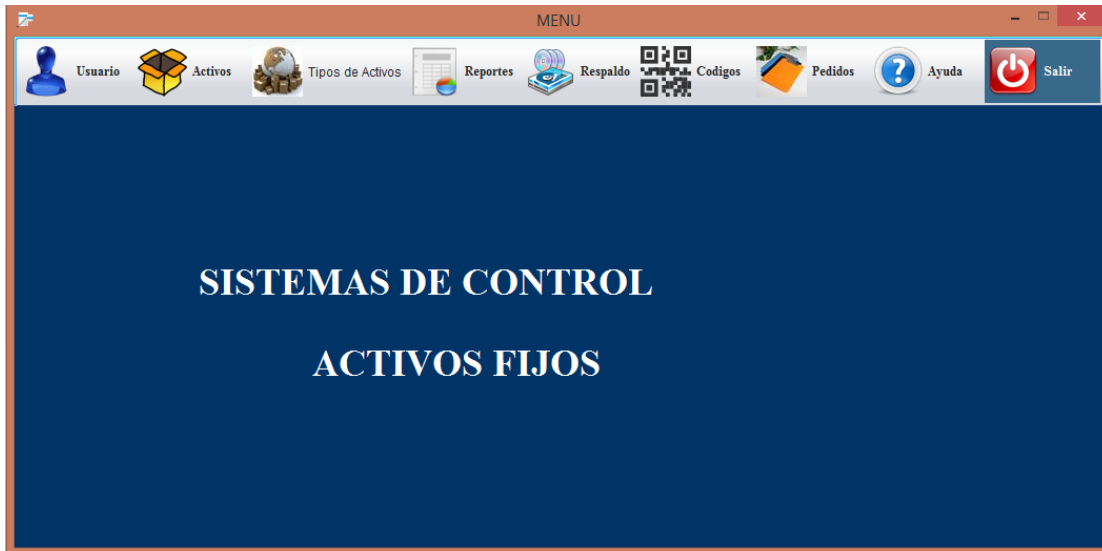 MENU
Usuario Activos Tipos de Activos Reportes Respaldo Codigos Pedidos Ayuda Salir
SISTEMAS DE CONTROL
ACTIVOS FIJOS